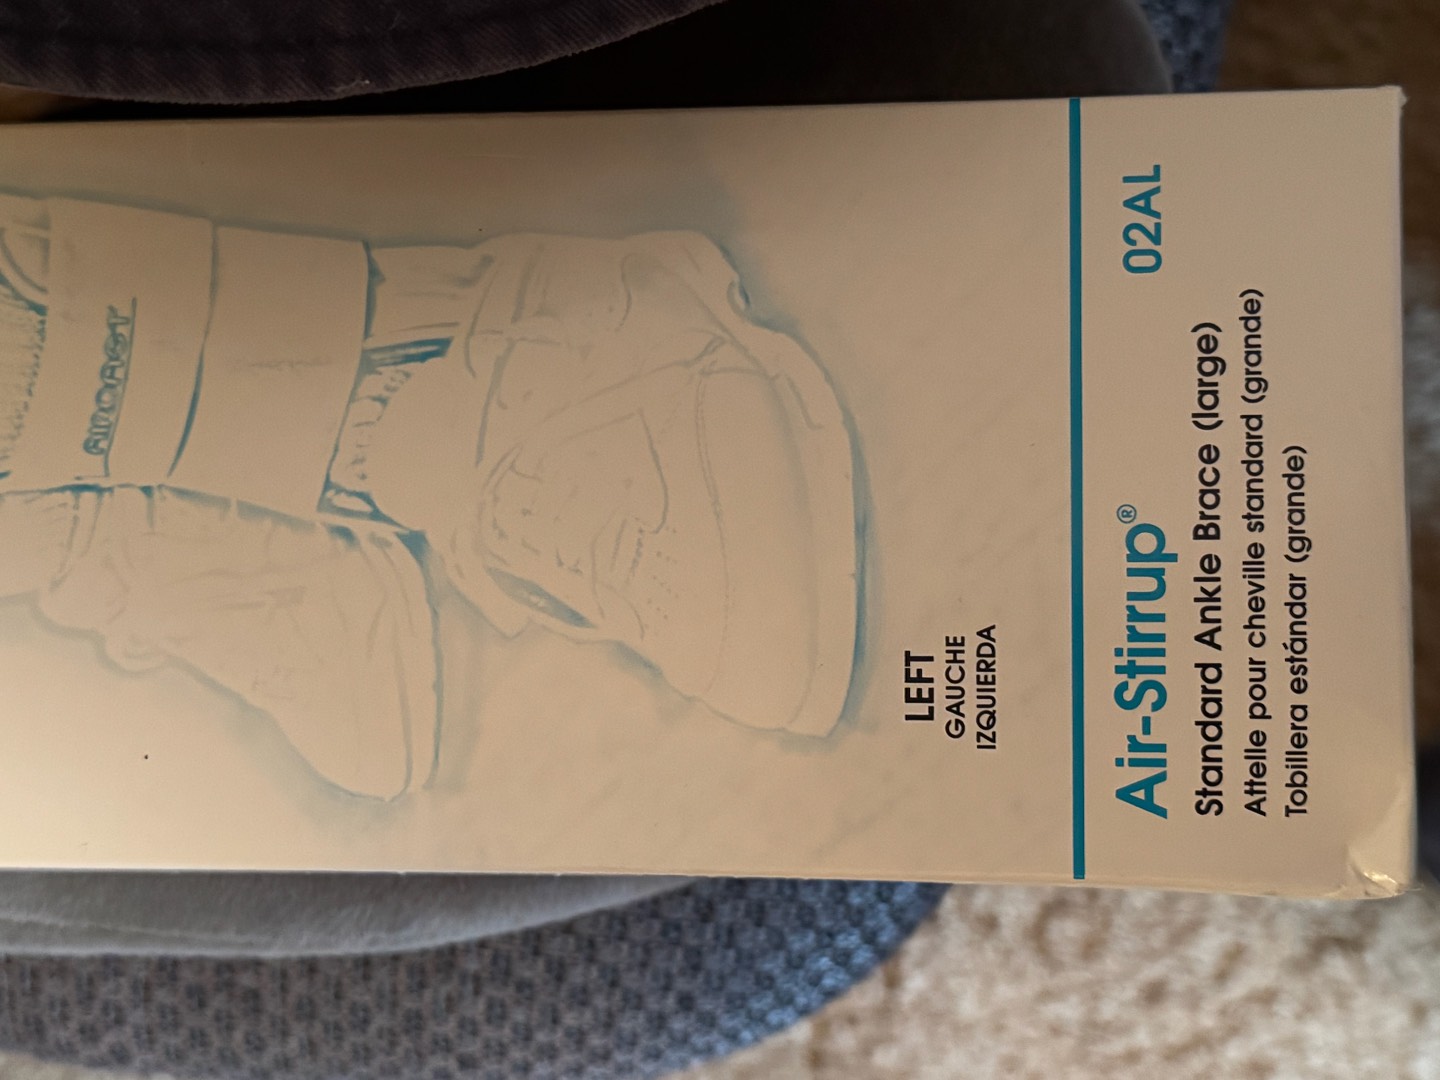 AIRCAST
LEFT
GAUCHE
IZQUIERDA
Air-Stirrup® 02AL
Standard Ankle Brace (large)
Attelle pour cheville standard (grande)
Tobillera estándar (grande)